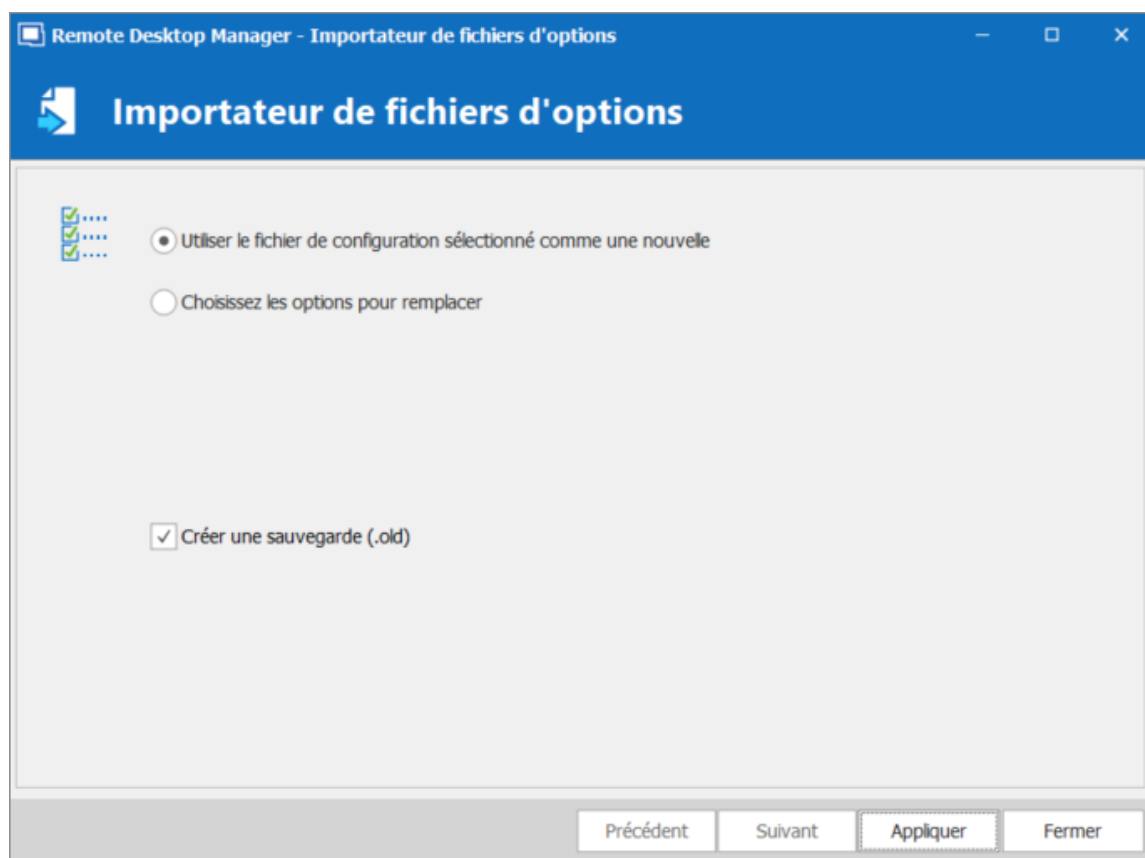 Remote Desktop Manager - Importateur de fichiers d'options
Importateur de fichiers d'options
Utiliser le fichier de configuration sélectionné comme une nouvelle
Choisissez les options pour remplacer
Créer une sauvegarde (.old)
Précédent Suivant Appliquer Fermer